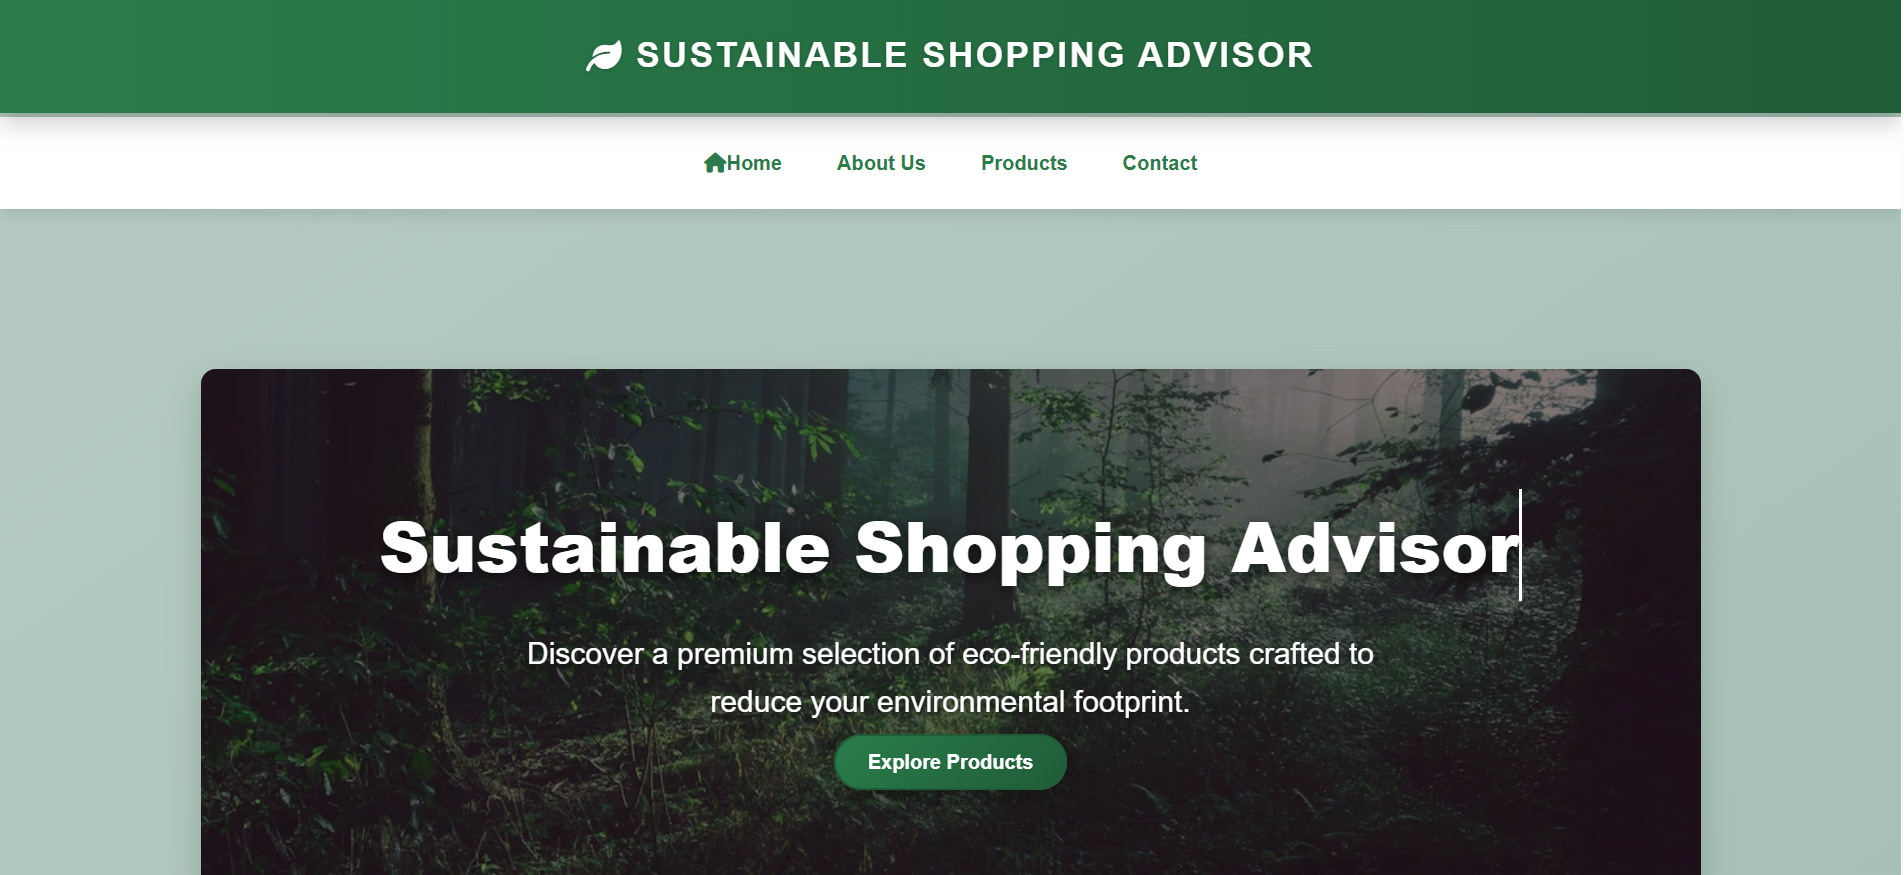 SUSTAINABLE SHOPPING ADVISOR
Home About Us Products Contact
Sustainable Shopping Advisor
Discover a premium selection of eco-friendly products crafted to
reduce your environmental footprint.
Explore Products